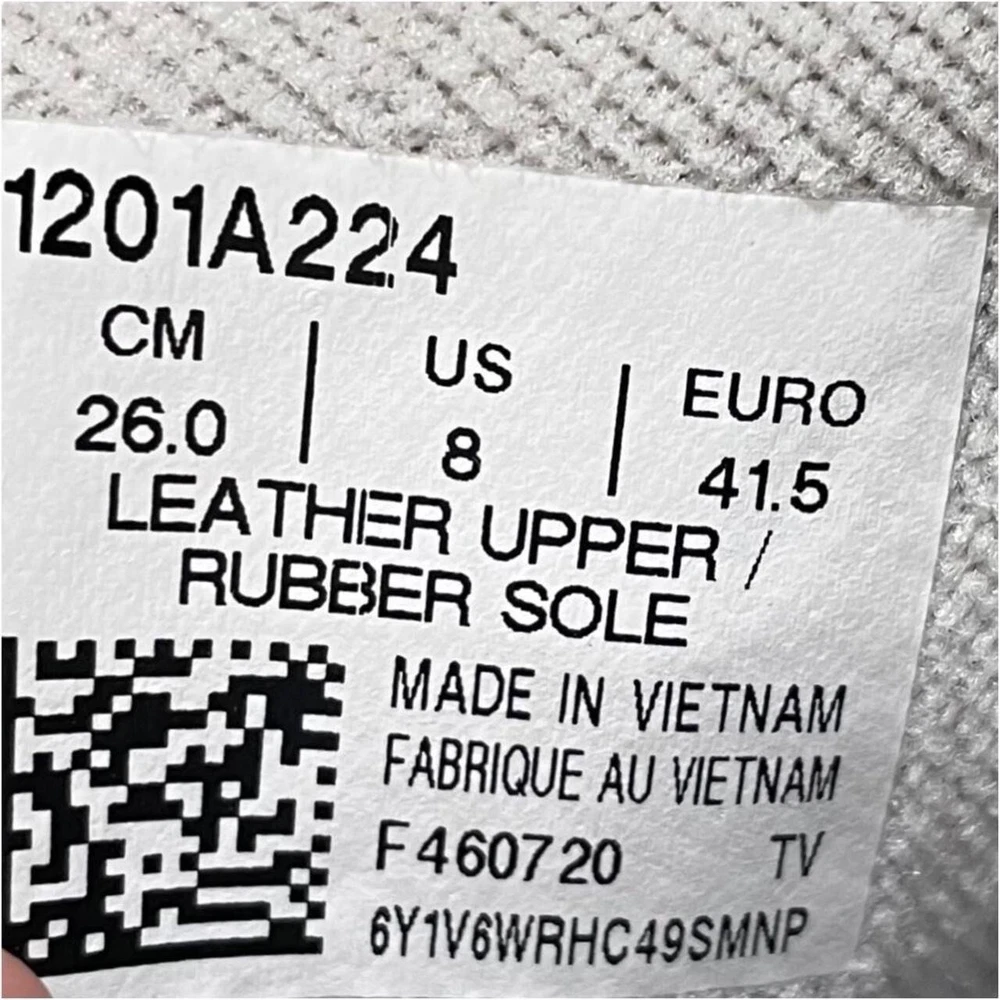 1201A224
CM | US | EURO
26.0 | 8 | 41.5
LEATHER UPPER /
RUBBER SOLE
MADE IN VIETNAM
FABRIQUE AU VIETNAM
F460720 TV
6Y1V6WRHC49SMNP